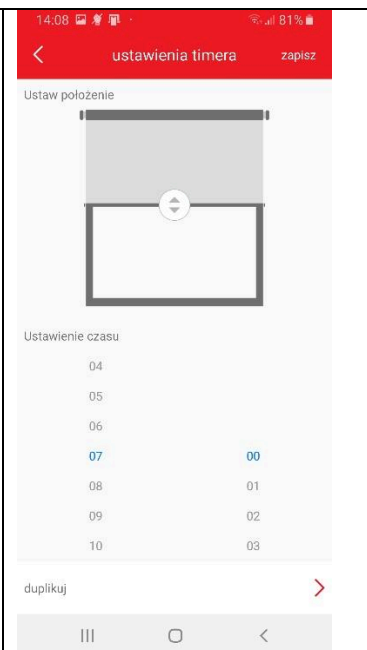 14:08 81%
ustawienia timera zapisz
Ustaw położenie
Ustawienie czasu
04
05
06
07 00
08 01
09 02
10 03
duplikuj